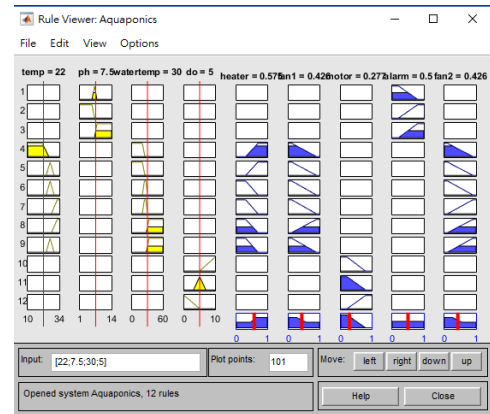 Rule Viewer: Aquaponics
File Edit View Options
temp = 22 ph = 7.5 watertemp = 30 do = 5 heater = 0.575 fan1 = 0.426 motor = 0.277 alarm = 0.5 fan2 = 0.426
1
2
3
4
5
6
7
8
9
10
11
12
10 34 1 14 0 60 0 10
0 1 0 1 0 1 0 1 0 1
Input: [22;7.5;30;5] Plot points: 101 Move: left right down up
Opened system Aquaponics, 12 rules Help Close